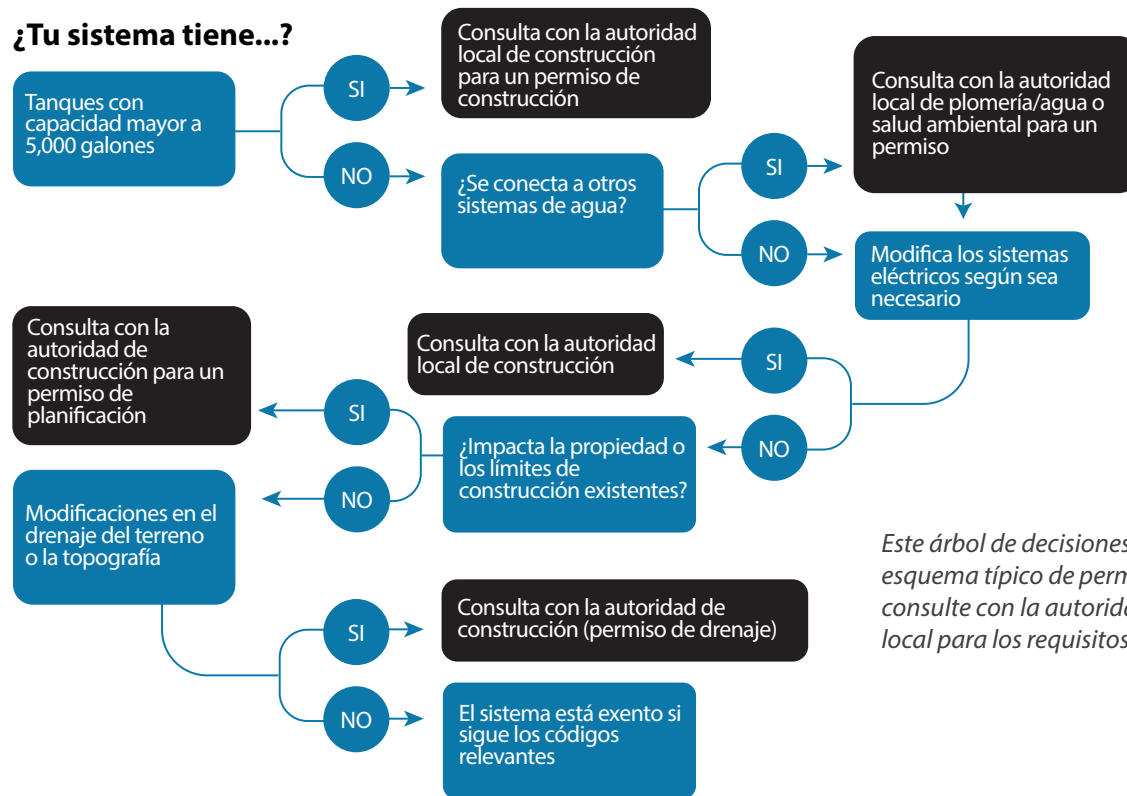 ¿Tu sistema tiene...?
Tanques con
capacidad mayor a
5,000 galones
SI
Consulta con la autoridad
local de construcción
para un permiso de
construcción
NO
¿Se conecta a otros
sistemas de agua?
SI
Consulta con la autoridad
local de plomería/agua o
salud ambiental para un
permiso
NO
Modifica los sistemas
eléctricos según sea
necesario
SI
Consulta con la autoridad
local de construcción
NO
¿Impacta la propiedad o
los límites de
construcción existentes?
SI
Consulta con la
autoridad de
construcción para un
permiso de
planificación
NO
Modificaciones en el
drenaje del terreno
o la topografía
SI
Consulta con la autoridad de
construcción (permiso de drenaje)
NO
El sistema está exento si
sigue los códigos
relevantes
Este árbol de decisiones
esquema típico de
consulte con la
local para los requisitos